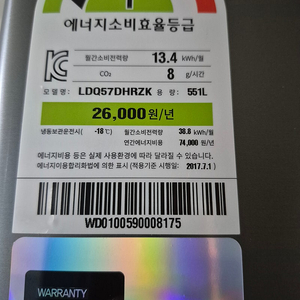 에너지소비효율등급
월간소비전력량 13.4 kWh/월
CO₂ 8 g/시간
모델명: LDQ57DHRZK 용량: 551L
26,000원/년
냉동보관운전시: -18℃) 월간소비전력량 38.6 kWh/월
연간에너지비용 74,000 원/년
에너지비용 등은 실제 사용환경에 따라 달라질 수 있습니다.
에너지이용합리화법에 의한 표시 (적용기준 시행일: 2017.7.1)
WD0100590008175
WARRANTY